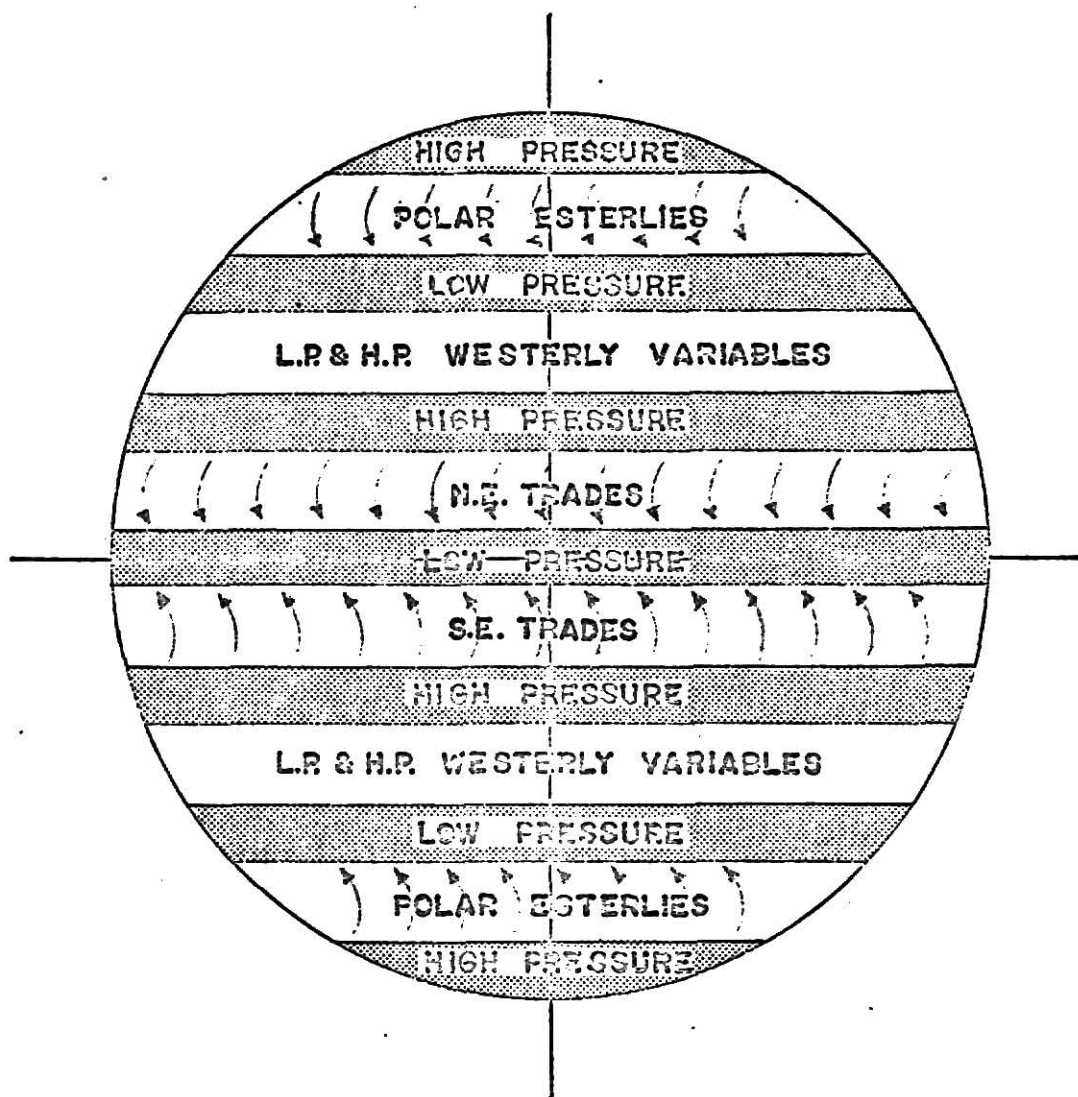 HIGH PRESSURE
POLAR ESTERLIES
LOW PRESSURE
L.P. & H.P. WESTERLY VARIABLES
HIGH PRESSURE
N.E. TRADES
LOW PRESSURE
S.E. TRADES
HIGH PRESSURE
L.P. & H.P. WESTERLY VARIABLES
LOW PRESSURE
POLAR ESTERLIES
HIGH PRESSURE